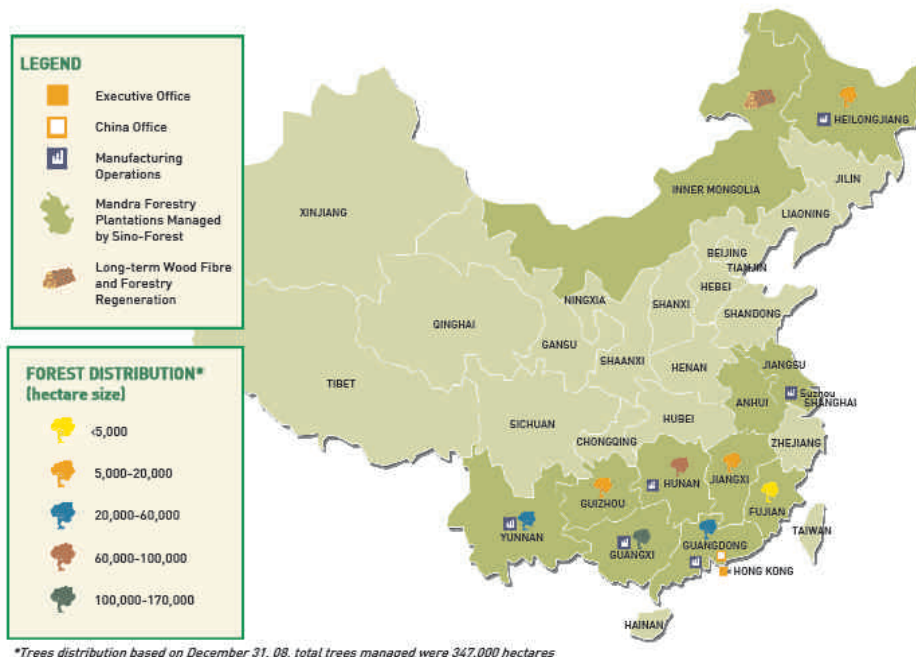 LEGEND
Executive Office
China Office
Manufacturing
Operations
Mandra Forestry
Plantations Managed
by Sino-Forest
Long-term Wood Fibre
and Forestry
Regeneration
FOREST DISTRIBUTION*
(hectare size)
<5,000
5,000-20,000
20,000-60,000
60,000-100,000
100,000-170,000
HEILONGJIANG
JILIN
INNER MONGOLIA
LIAONING
XINJIANG
BEIJING
TIANJIN
HEBEI
NINGXIA
SHANXI
SHANDONG
QINGHAI
GANSU
SHAANXI
HENAN
JIANGSU
TIBET
Suzhou
ANHUI
SHANGHAI
SICHUAN
HUBEI
CHONGQING
ZHEJIANG
HUNAN
JIANGXI
GUIZHOU
FUJIAN
YUNNAN
GUANGXI
GUANGDONG
TAIWAN
HONG KONG
HAINAN
*Trees distribution based on December 31, 08, total trees managed were 347,000 hectares